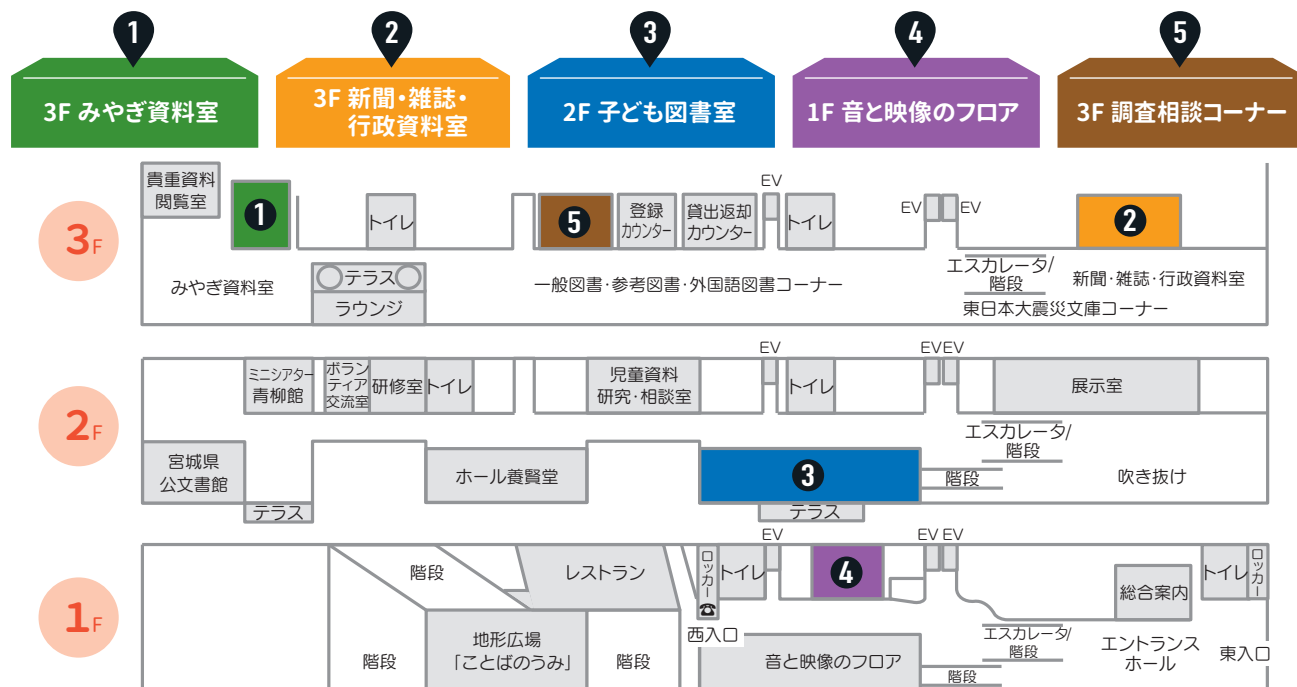 1
2
3
4
5
3F みやぎ資料室
3F 新聞・雑誌・
行政資料室
2F 子ども図書室
1F 音と映像のフロア
3F 調査相談コーナー
3F
貴重資料
閲覧室
1
トイレ
5
登録
カウンター
貸出返却
カウンター
EV
トイレ
EV
EV
2
みやぎ資料室
テラス
ラウンジ
一般図書・参考図書・外国語図書コーナー
エスカレータ/
階段
新聞・雑誌・行政資料室
東日本大震災文庫コーナー
2F
ミニシアター
青柳館
ボラン
ティア
交流室
研修室
トイレ
児童資料
研究・相談室
EV
トイレ
EV
EV
展示室
エスカレータ/
階段
宮城県
公文書館
テラス
ホール養賢堂
3
テラス
階段
吹き抜け
1F
階段
レストラン
ロッカー
☎
トイレ
EV
4
EV
EV
総合案内
トイレ
ロッカー
西入口
階段
地形広場
「ことばのうみ」
階段
音と映像のフロア
エスカレータ/
階段
階段
エントランス
ホール
東入口